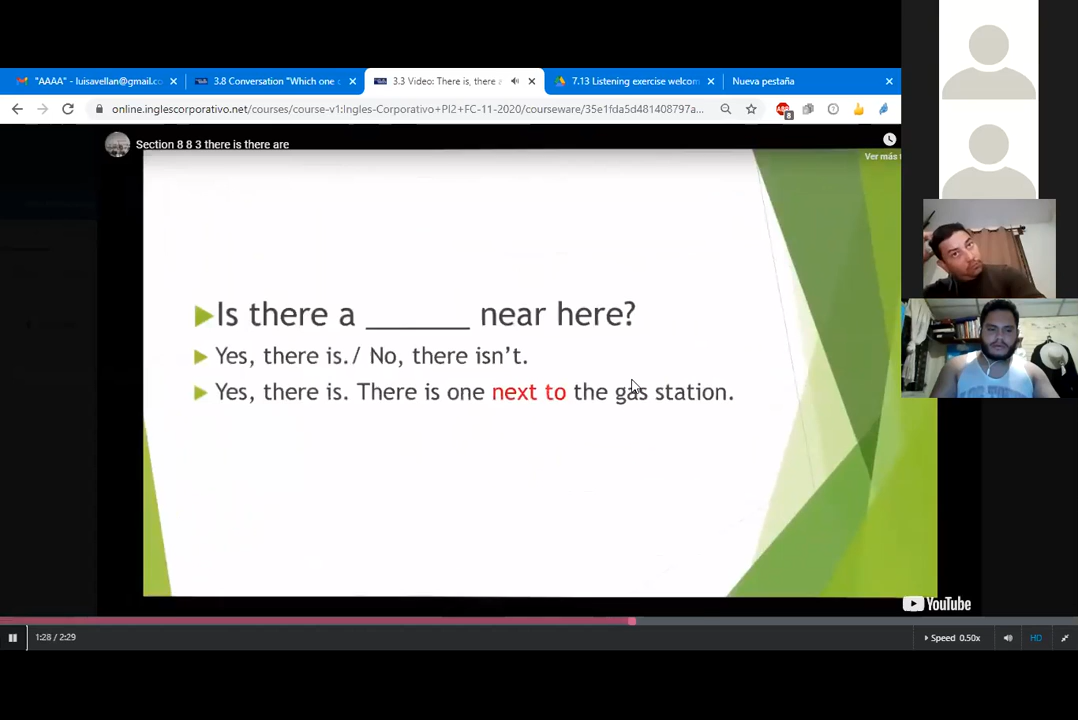 "AAAA" - luisavellan@gmail.co
3.8 Conversation "Which one
3.3 Video: There is, there
7.13 Listening exercise welcom
Nueva pestaña
online.inglescorporativo.net/courses/course-v1:Ingles-Corporativo+PI2+FC-11-2020/courseware/35e1fda5d481408797a...
8
Section 8 8 3 there is there are
Ver más
Is there a ______ near here?
Yes, there is./ No, there isn't.
Yes, there is. There is one next to the gas station.
YouTube
1:28 / 2:29
Speed 0.50x
HD